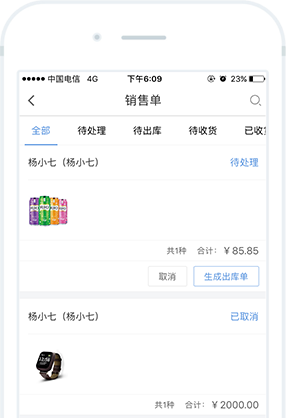 中国电信 4G 下午6:09 23%
销售单
全部 待处理 待出库 待收货 已收
杨小七（杨小七） 待处理
共1种 合计：￥85.85
取消 生成出库单
杨小七（杨小七） 已取消
共1种 合计：￥2000.00